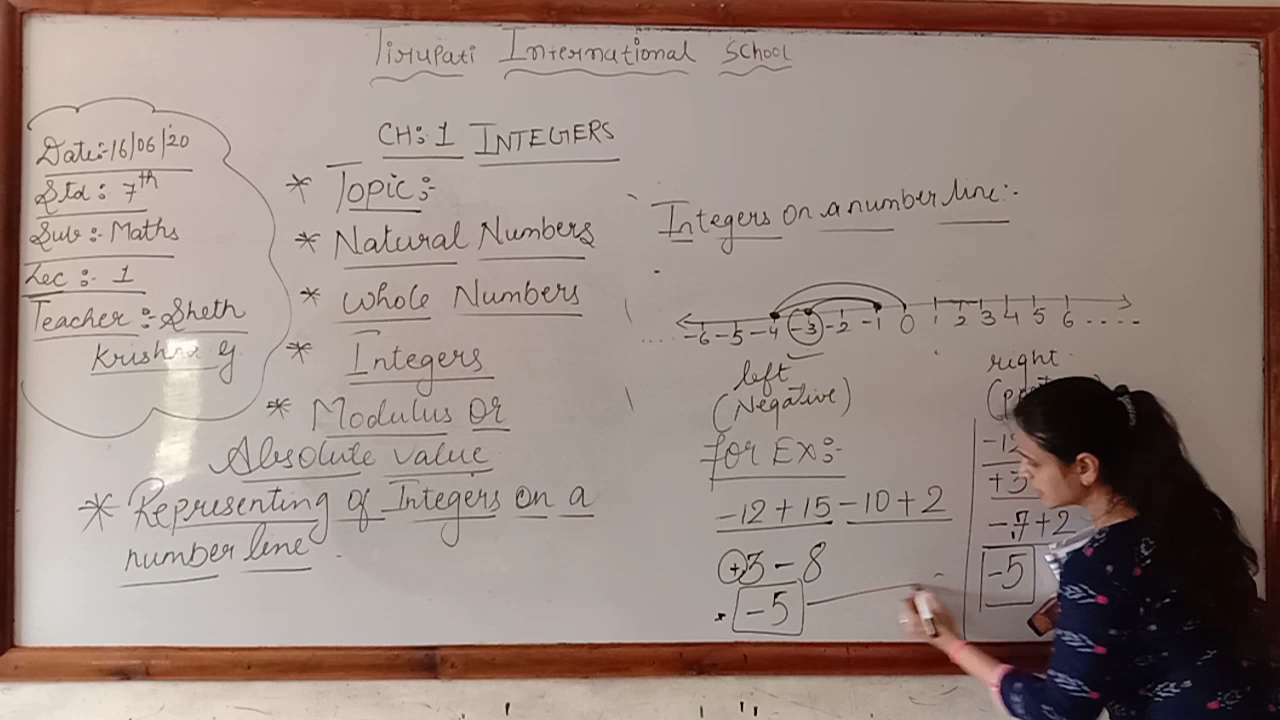 Tirupati International School
CH: 1 INTEGERS
Date:-16/06/20
Std : 7th
Sub :- Maths
Lec :- 1
Teacher :- Sheth
Krishna G
* Topic:-
* Natural Numbers
* Whole Numbers
* Integers
* Modulus or
Absolute value
* Representing of Integers on a
number line
Integers on a number line:-
.... -6 -5 -4 -3 -2 -1 0 1 2 3 4 5 6 ....
left
(Negative)
right
for Ex:-
-12 + 15 - 10 + 2
+3 - 8
-5
+3
-7+2
-5